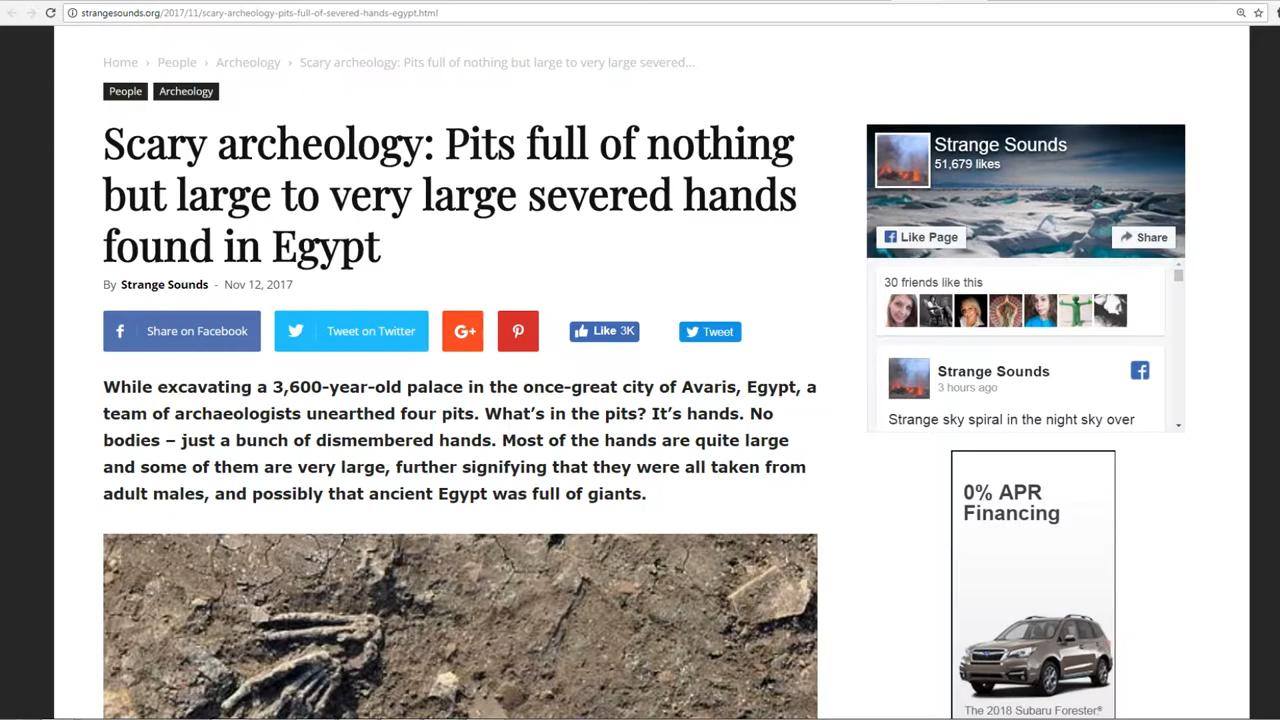 strangesounds.org/2017/11/scary-archeology-pits-full-of-severed-hands-egypt.html
Home › People › Archeology › Scary archeology: Pits full of nothing but large to very large severed...
People Archeology
Scary archeology: Pits full of nothing
but large to very large severed hands
found in Egypt
By Strange Sounds - Nov 12, 2017
Share on Facebook Tweet on Twitter G+ Like 3K Tweet
While excavating a 3,600-year-old palace in the once-great city of Avaris, Egypt, a
team of archaeologists unearthed four pits. What's in the pits? It's hands. No
bodies – just a bunch of dismembered hands. Most of the hands are quite large
and some of them are very large, further signifying that they were all taken from
adult males, and possibly that ancient Egypt was full of giants.
Strange Sounds
51,679 likes
Like Page Share
30 friends like this
Strange Sounds
3 hours ago
Strange sky spiral in the night sky over
0% APR
Financing
The 2018 Subaru Forester®